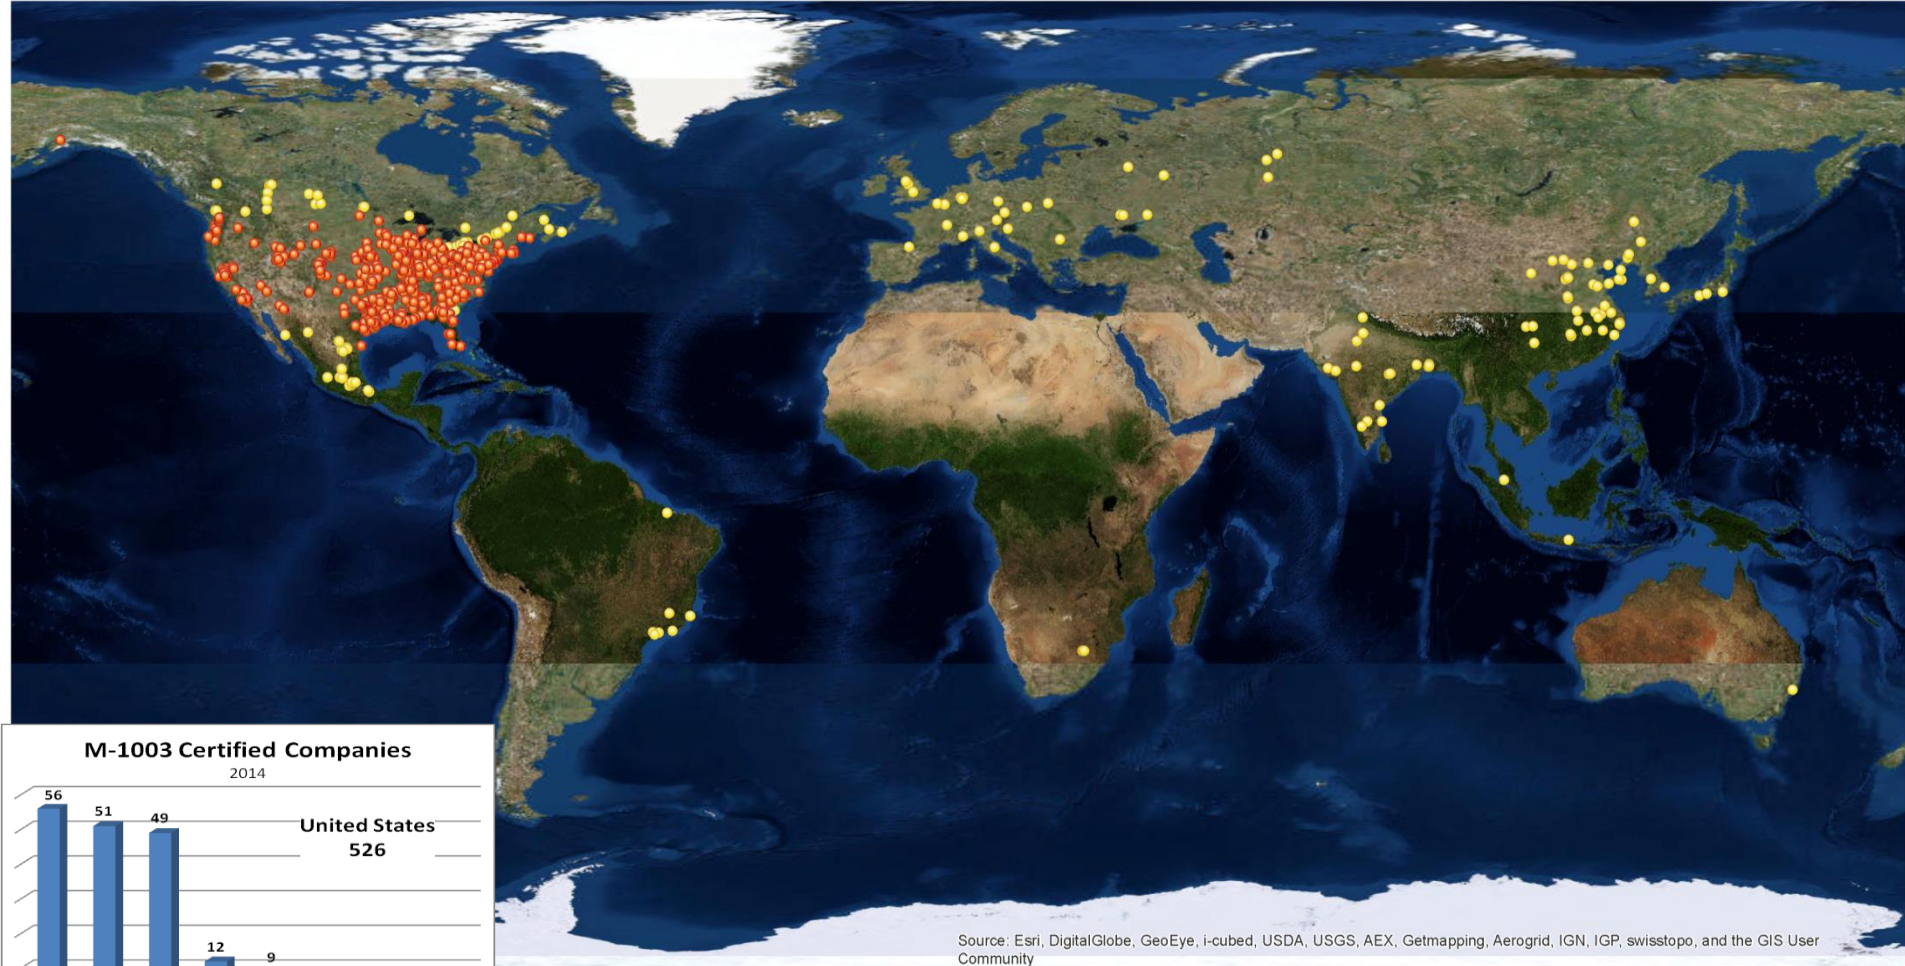 M-1003 Certified Companies
2014
56
51
49
United States
526
12
9
Source: Esri, DigitalGlobe, GeoEye, i-cubed, USDA, USGS, AEX, Getmapping, Aerogrid, IGN, IGP, swisstopo, and the GIS User
Community